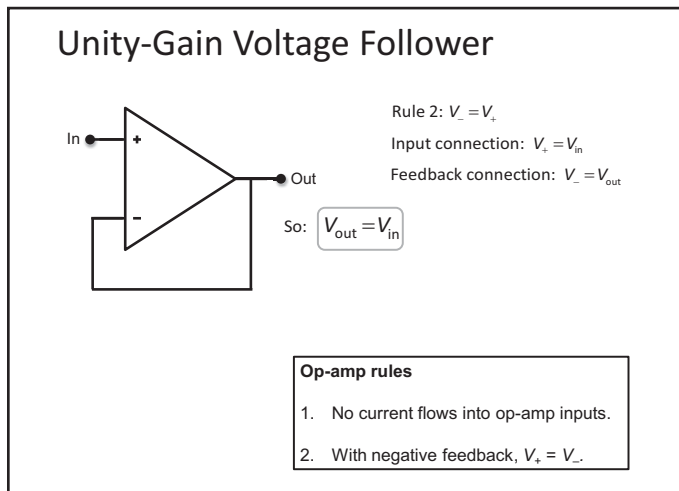 Unity-Gain Voltage Follower
In
+
−
Out
Rule 2: V₋ = V₊
Input connection: V₊ = Vin
Feedback connection: V₋ = Vout
So: Vout = Vin
Op-amp rules
1. No current flows into op-amp inputs.
2. With negative feedback, V₊ = V₋.